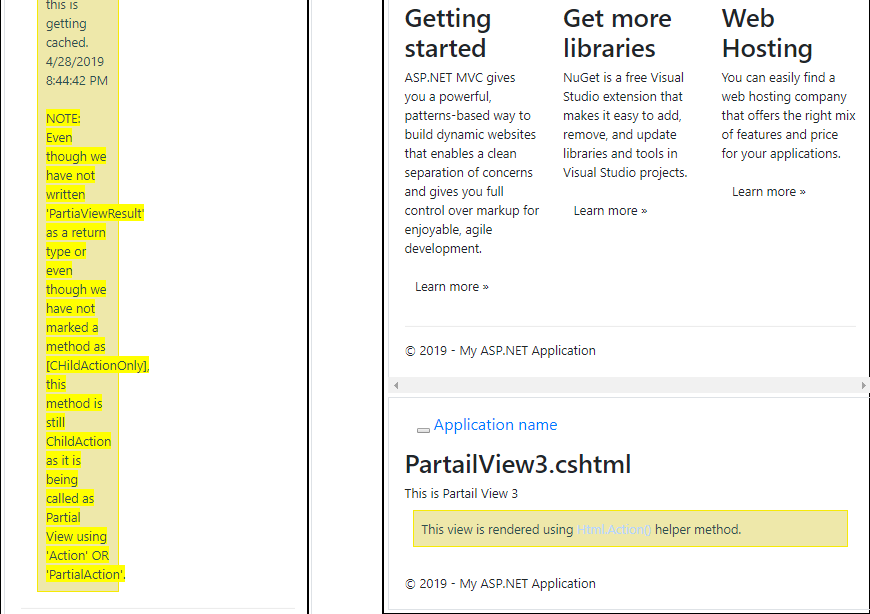 this is
getting
cached.
4/28/2019
8:44:42 PM
NOTE:
Even
though we
have not
written
'PartiaViewResult'
as a return
type or
even
though we
have not
marked a
method as
[CHildActionOnly],
this
method is
still
ChildAction
as it is
being
called as
Partial
View using
'Action' OR
'PartialAction'.
Getting
started
ASP.NET MVC gives
you a powerful,
patterns-based way to
build dynamic websites
that enables a clean
separation of concerns
and gives you full
control over markup for
enjoyable, agile
development.
Learn more »
Get more
libraries
NuGet is a free Visual
Studio extension that
makes it easy to add,
remove, and update
libraries and tools in
Visual Studio projects.
Learn more »
Web
Hosting
You can easily find a
web hosting company
that offers the right mix
of features and price
for your applications.
Learn more »
© 2019 - My ASP.NET Application
Application name
PartailView3.cshtml
This is Partail View 3
This view is rendered using Html.Action() helper method.
© 2019 - My ASP.NET Application